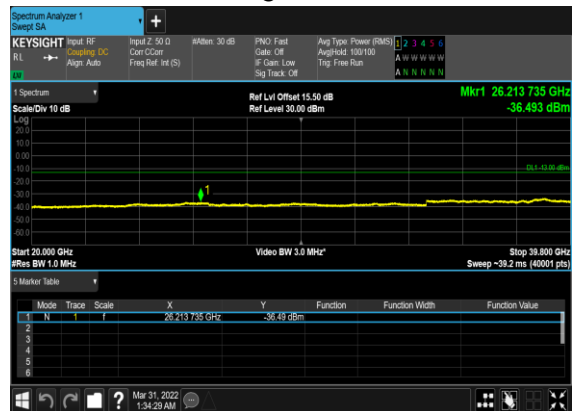 Spectrum Analyzer 1
Swept SA
+
KEYSIGHT Input: RF Input Z: 50 Ω #Atten: 30 dB PNO: Fast Avg Type: Power (RMS) 1 2 3 4 5 6
RL Coupling: DC Corr CCorr Gate: Off Avg|Hold: 100/100 A W W W W W
Align: Auto Freq Ref: Int (S) IF Gain: Low Trig: Free Run
Sig Track: Off A N N N N N
1 Spectrum Ref Lvl Offset 15.50 dB Mkr1 26.213 735 GHz
Scale/Div 10 dB Ref Level 30.00 dBm -36.493 dBm
Log
20.0
10.0
0.00
-10.0 DL1 -13.00 dBm
-20.0
-30.0 1
-40.0
-50.0
-60.0
Start 20.000 GHz Video BW 3.0 MHz* Stop 39.800 GHz
#Res BW 1.0 MHz Sweep ~39.2 ms (40001 pts)
5 Marker Table
Mode Trace Scale X Y Function Function Width Function Value
1 N 1 f 26.213 735 GHz -36.49 dBm
2
3
4
5
6
? Mar 31, 2022
1:34:29 AM